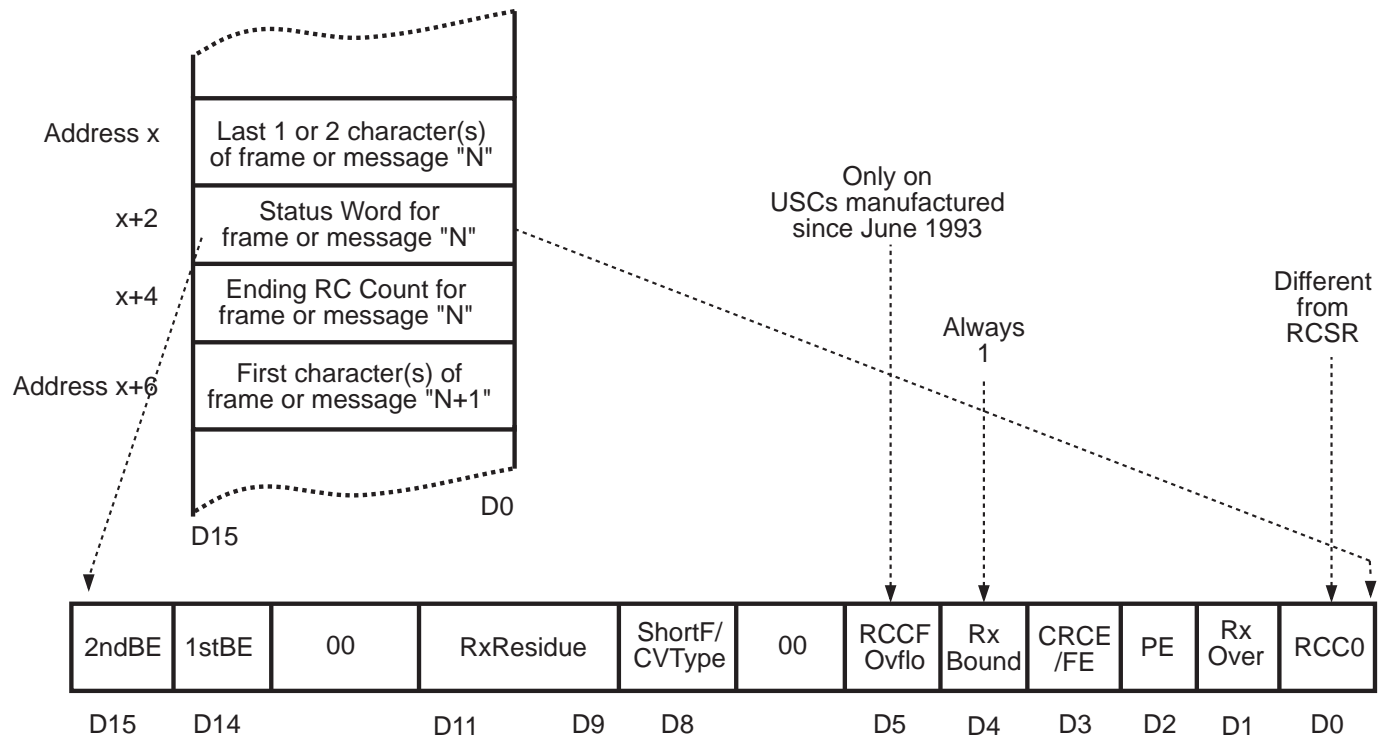 Address x
Last 1 or 2 character(s)
of frame or message "N"
x+2
Status Word for
frame or message "N"
x+4
Ending RC Count for
frame or message "N"
Address x+6
First character(s) of
frame or message "N+1"
D15
D0
Only on
USCs manufactured
since June 1993
Always
1
Different
from
RCSR
2ndBE
1stBE
00
RxResidue
ShortF/
CVType
00
RCCF
Ovflo
Rx
Bound
CRCE
/FE
PE
Rx
Over
RCC0
D15
D14
D11
D9
D8
D5
D4
D3
D2
D1
D0